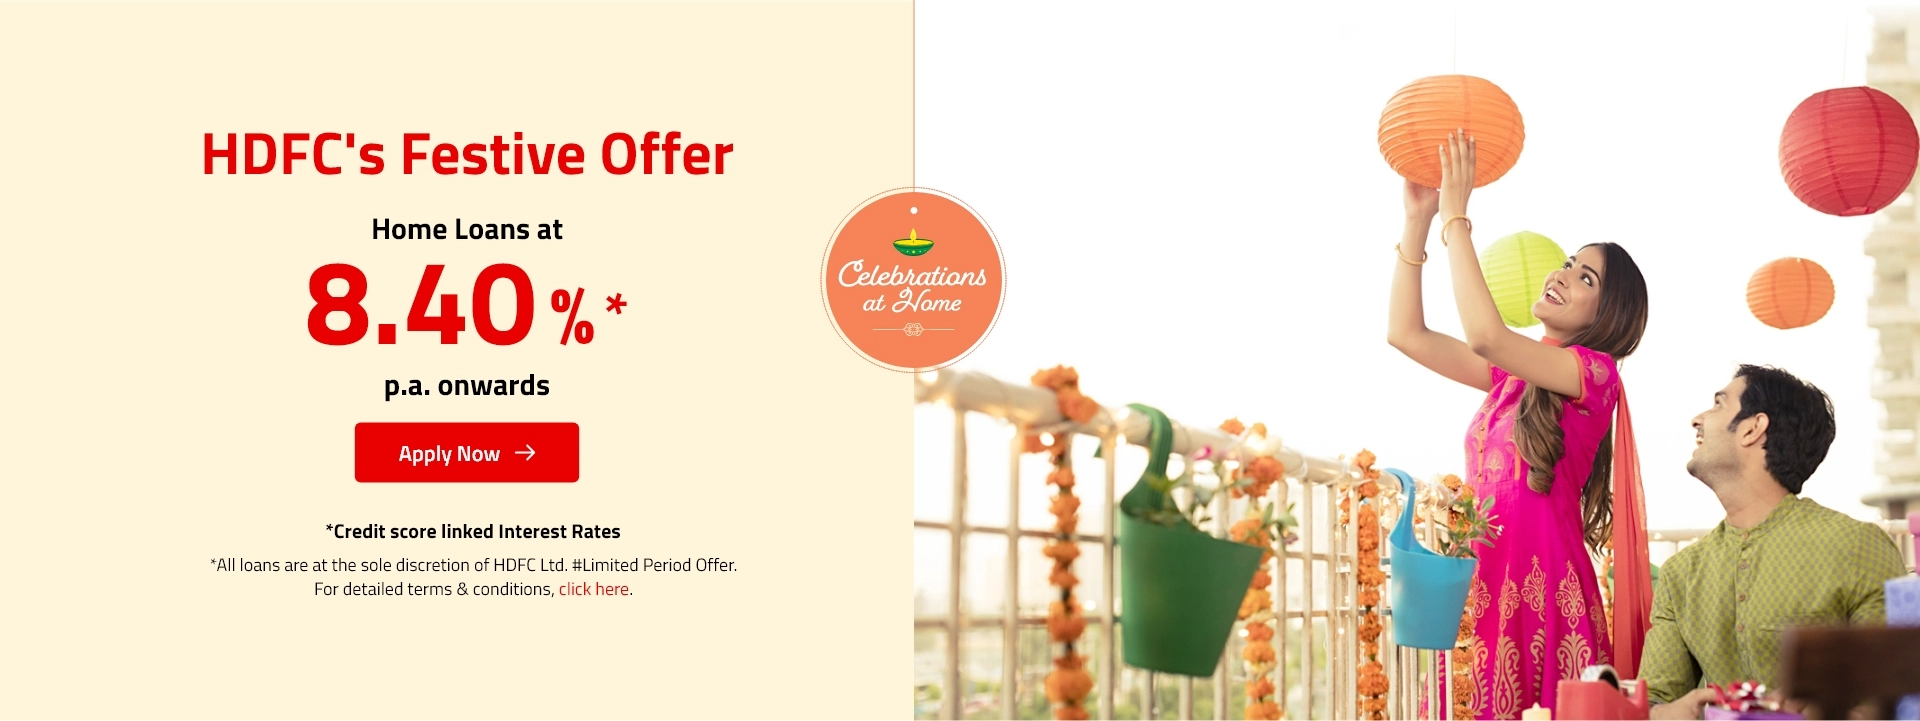 HDFC's Festive Offer
Home Loans at
8.40%*
p.a. onwards
Apply Now →
*Credit score linked Interest Rates
*All loans are at the sole discretion of HDFC Ltd. #Limited Period Offer.
For detailed terms & conditions, click here.
Celebrations
at Home